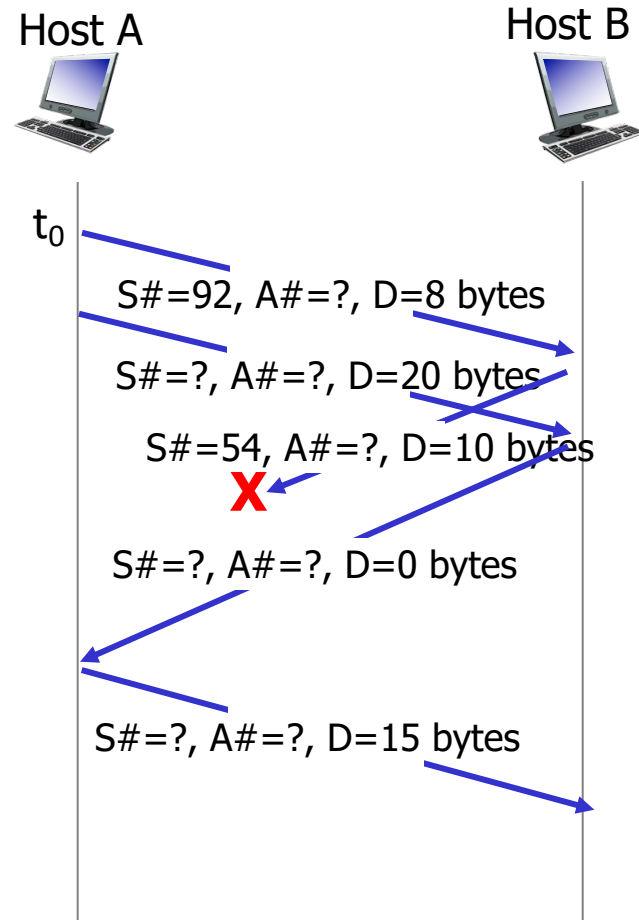 Host A
Host B
t₀
S#=92, A#=?, D=8 bytes
S#=?, A#=?, D=20 bytes
S#=54, A#=?, D=10 bytes
X
S#=?, A#=?, D=0 bytes
S#=?, A#=?, D=15 bytes